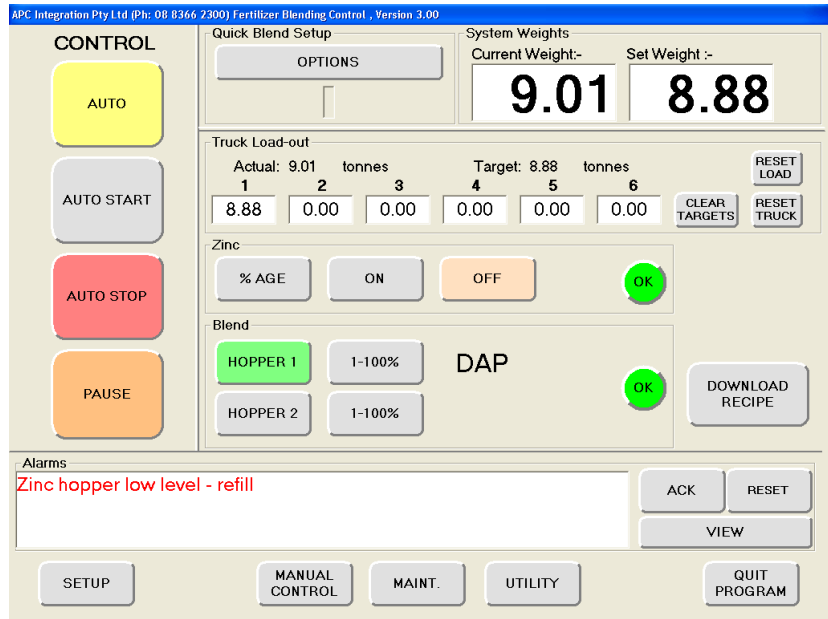 APC Integration Pty Ltd (Ph: 08 8366 2300) Fertilizer Blending Control , Version 3.00
CONTROL
AUTO
AUTO START
AUTO STOP
PAUSE
Quick Blend Setup
OPTIONS
System Weights
Current Weight:-
Set Weight :-
9.01
8.88
Truck Load-out
Actual: 9.01 tonnes Target: 8.88 tonnes
1 2 3 4 5 6
8.88 0.00 0.00 0.00 0.00 0.00
RESET
LOAD
CLEAR
TARGETS
RESET
TRUCK
Zinc
% AGE ON OFF OK
Blend
HOPPER 1 1-100% DAP
HOPPER 2 1-100%
OK
DOWNLOAD
RECIPE
Alarms
Zinc hopper low level - refill
ACK RESET
VIEW
SETUP
MANUAL
CONTROL
MAINT.
UTILITY
QUIT
PROGRAM